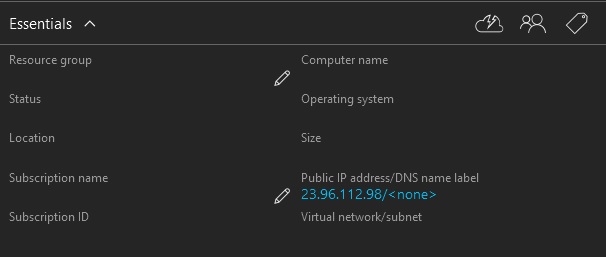 Essentials
Resource group
Computer name
Status
Operating system
Location
Size
Subscription name
Public IP address/DNS name label
23.96.112.98/<none>
Subscription ID
Virtual network/subnet